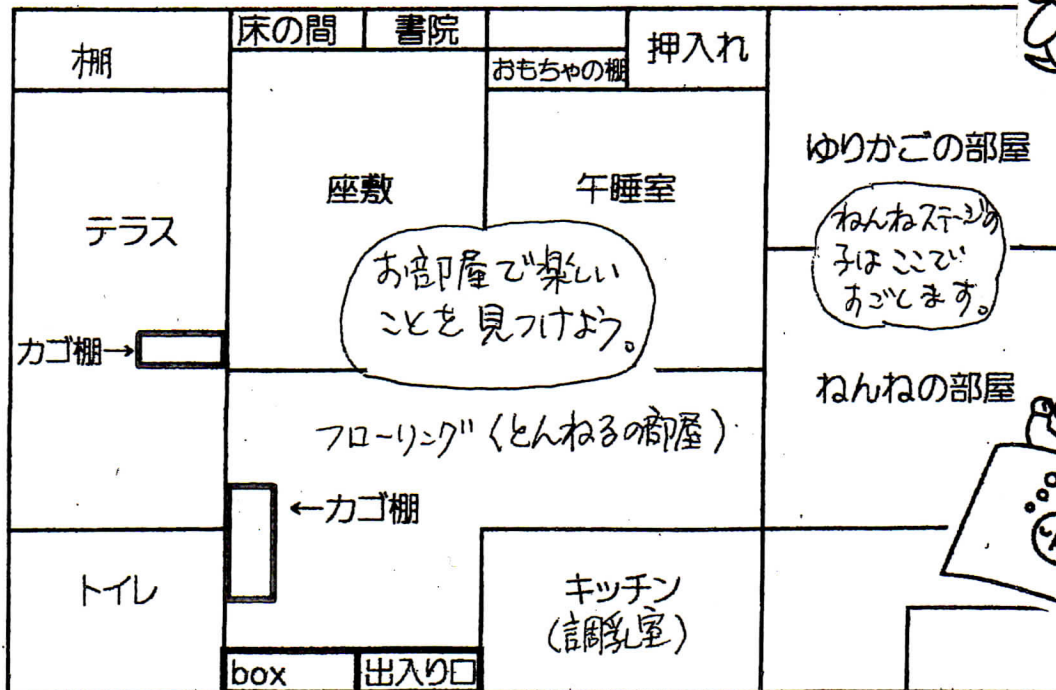 床の間
書院
棚
おもちゃの棚
押入れ
ゆりかごの部屋
座敷
午睡室
テラス
ねんねステージの
子はここで
すごします。
お部屋で楽しい
ことを見つけよう。
カゴ棚→
ねんねの部屋
フローリング(とんねるの部屋)
←カゴ棚
トイレ
キッチン
(調乳室)
box
出入り口